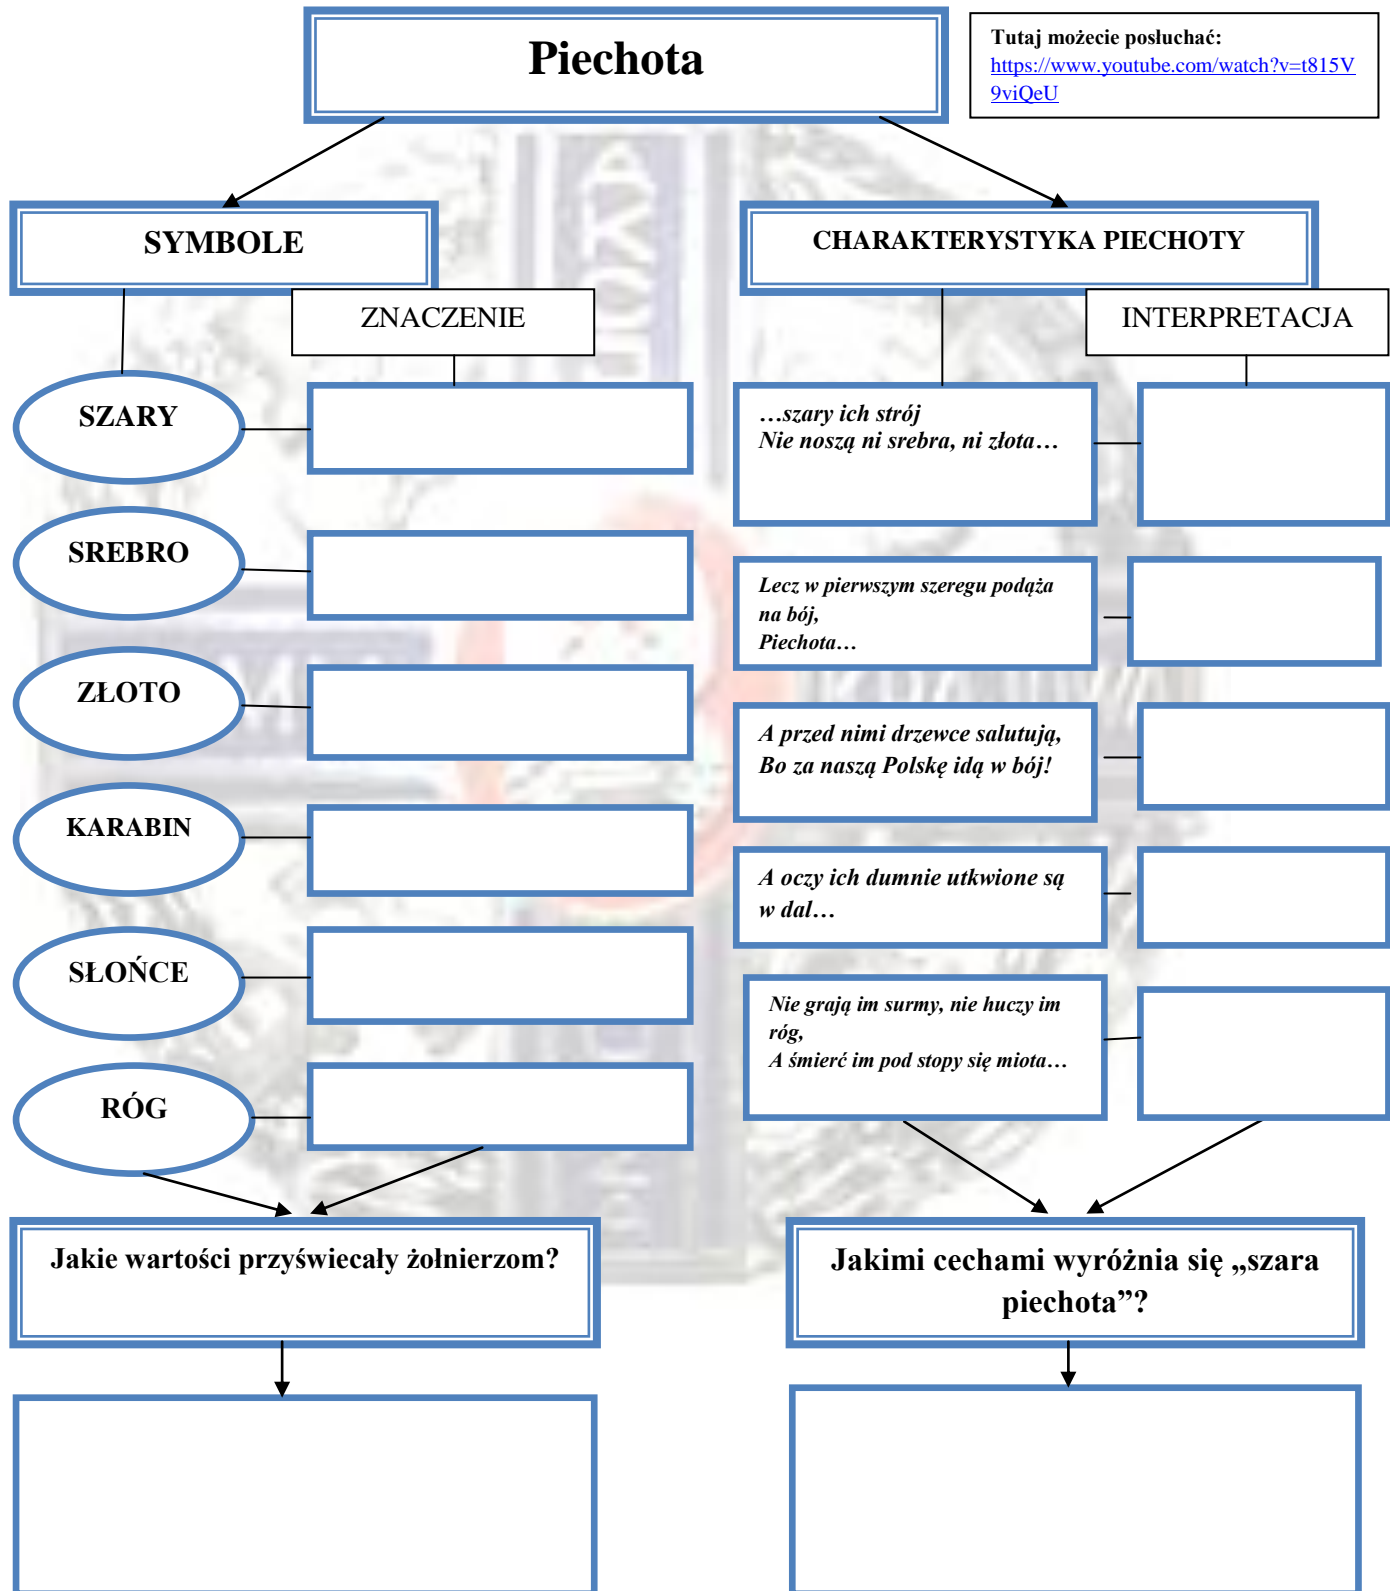 Piechota
Tutaj możecie posłuchać:
https://www.youtube.com/watch?v=t815V
9viQeU
SYMBOLE
ZNACZENIE
SZARY
SREBRO
ZŁOTO
KARABIN
SŁOŃCE
RÓG
Jakie wartości przyświecały żołnierzom?
CHARAKTERYSTYKA PIECHOTY
INTERPRETACJA
…szary ich strój
Nie noszą ni srebra, ni złota…
Lecz w pierwszym szeregu podąża
na bój,
Piechota…
A przed nimi drzewce salutują,
Bo za naszą Polskę idą w bój!
A oczy ich dumnie utkwione są
w dal…
Nie grają im surmy, nie huczy im
róg,
A śmierć im pod stopy się miota…
Jakimi cechami wyróżnia się „szara
piechota”?